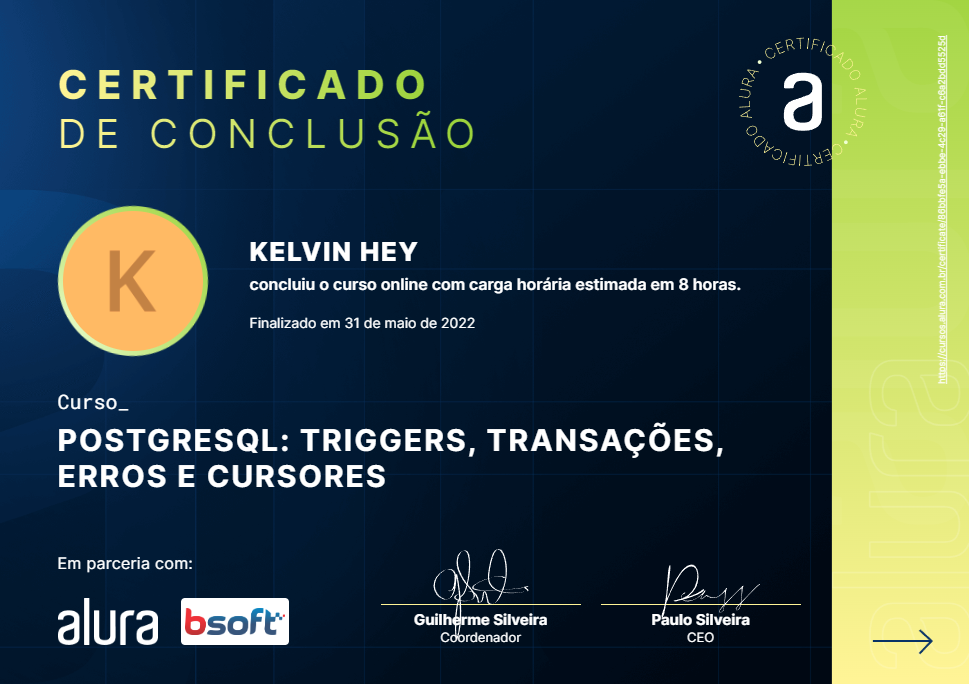 CERTIFICADO
DE CONCLUSÃO
CERTIFICADO ALURA • CERTIFICADO ALURA •
a
K
KELVIN HEY
concluiu o curso online com carga horária estimada em 8 horas.
Finalizado em 31 de maio de 2022
Curso_
POSTGRESQL: TRIGGERS, TRANSAÇÕES,
ERROS E CURSORES
Em parceria com:
alura
bsoft
Guilherme Silveira
Coordenador
Paulo Silveira
CEO
alura